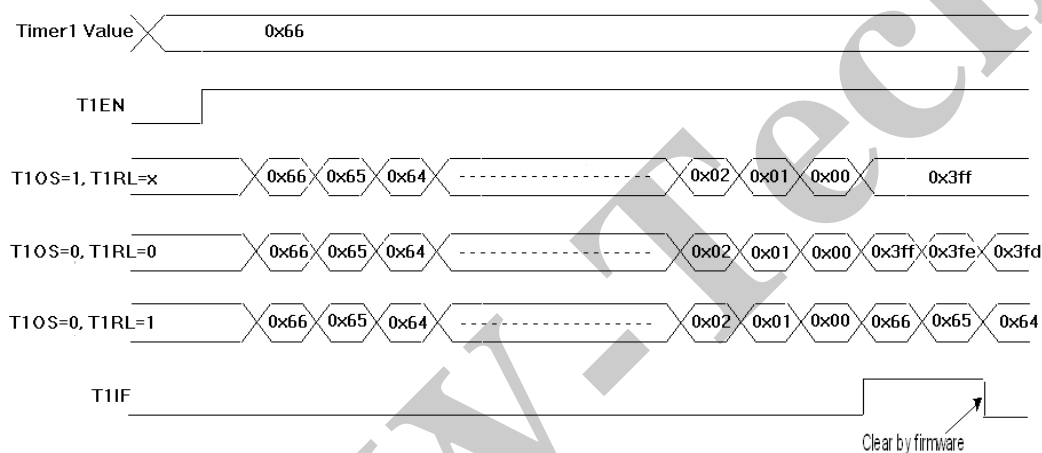 Timer1 Value 0x66
T1EN
T1OS=1, T1RL=x 0x66 0x65 0x64 0x02 0x01 0x00 0x3ff
T1OS=0, T1RL=0 0x66 0x65 0x64 0x02 0x01 0x00 0x3ff 0x3fe 0x3fd
T1OS=0, T1RL=1 0x66 0x65 0x64 0x02 0x01 0x00 0x66 0x65 0x64
T1IF
Clear by firmware